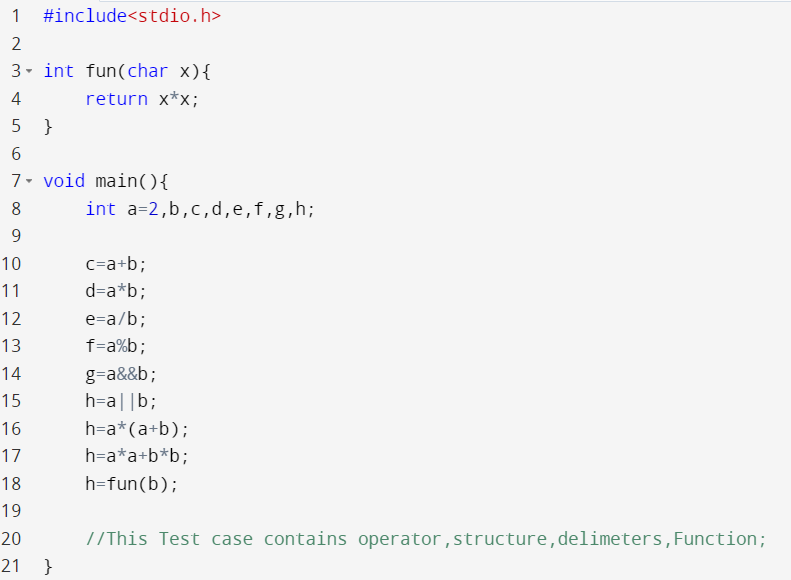 1 #include<stdio.h>
2
3 int fun(char x){
4     return x*x;
5 }
6
7 void main(){
8     int a=2,b,c,d,e,f,g,h;
9
10     c=a+b;
11     d=a*b;
12     e=a/b;
13     f=a%b;
14     g=a&&b;
15     h=a||b;
16     h=a*(a+b);
17     h=a*a+b*b;
18     h=fun(b);
19
20     //This Test case contains operator,structure,delimeters,Function;
21 }